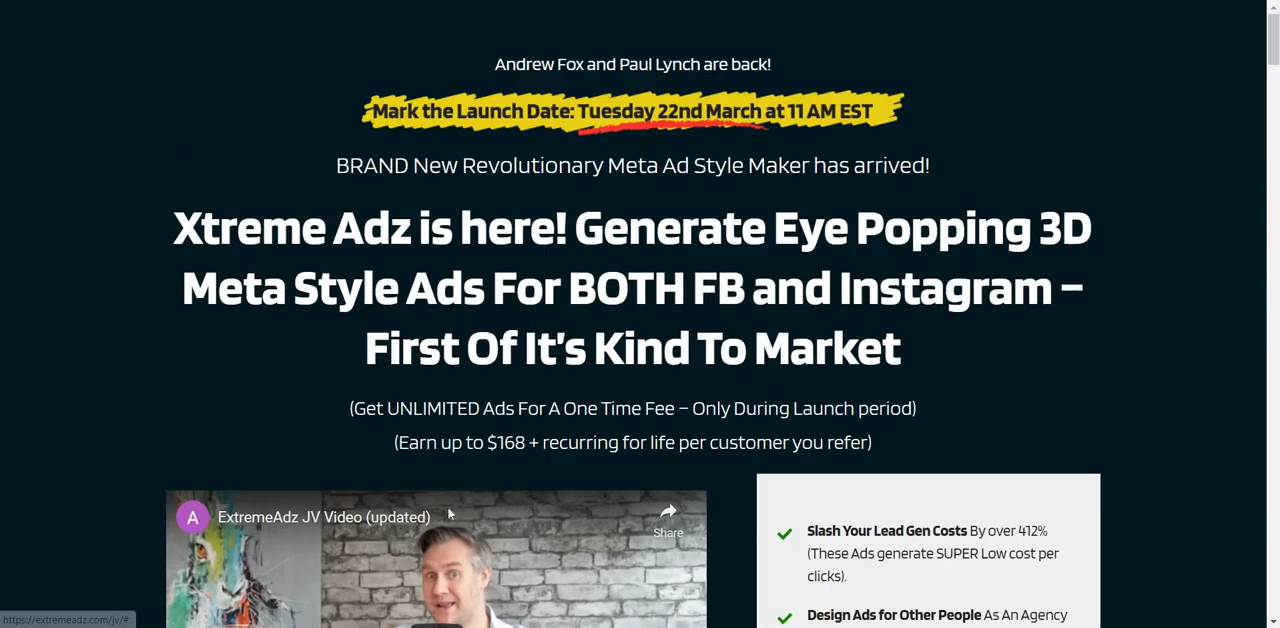 Andrew Fox and Paul Lynch are back!
Mark the Launch Date: Tuesday 22nd March at 11 AM EST
BRAND New Revolutionary Meta Ad Style Maker has arrived!
Xtreme Adz is here! Generate Eye Popping 3D
Meta Style Ads For BOTH FB and Instagram –
First Of It's Kind To Market
(Get UNLIMITED Ads For A One Time Fee – Only During Launch period)
(Earn up to $168 + recurring for life per customer you refer)
A
ExtremeAdz JV Video (updated)
Share
Slash Your Lead Gen Costs By over 412%
(These Ads generate SUPER Low cost per
clicks).
Design Ads for Other People As An Agency
https://extremeadz.com/jv/#